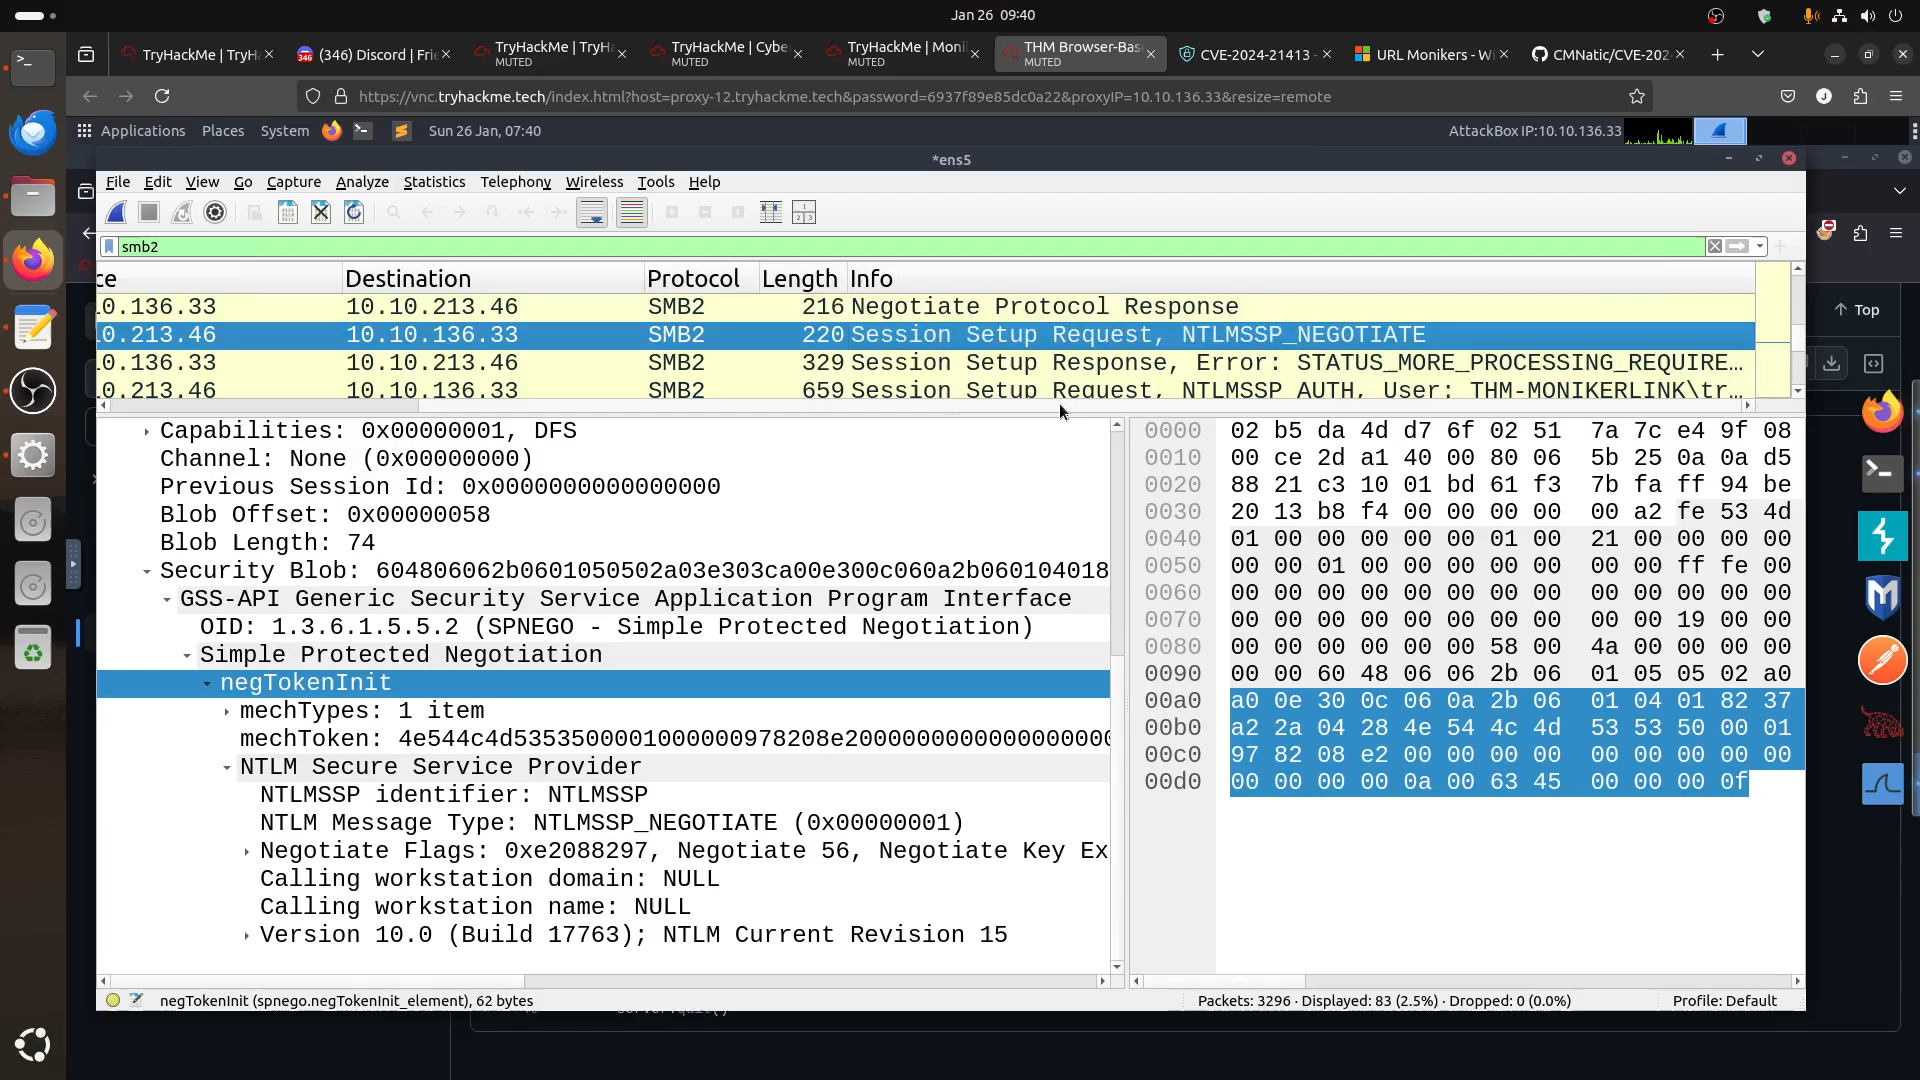 Jan 26 09:40
TryHackMe | TryH
(346) Discord | Frie
TryHackMe | TryHa
MUTED
TryHackMe | Cybe
MUTED
TryHackMe | Moni
MUTED
THM Browser-Bas
MUTED
CVE-2024-21413 -
URL Monikers - Wi
CMNatic/CVE-202
https://vnc.tryhackme.tech/index.html?host=proxy-12.tryhackme.tech&password=6937f89e85dc0a22&proxyIP=10.10.136.33&resize=remote
Applications Places System Sun 26 Jan, 07:40 AttackBox IP:10.10.136.33
*ens5
File Edit View Go Capture Analyze Statistics Telephony Wireless Tools Help
smb2
ce Destination Protocol Length Info
0.136.33 10.10.213.46 SMB2 216 Negotiate Protocol Response
0.213.46 10.10.136.33 SMB2 220 Session Setup Request, NTLMSSP_NEGOTIATE
0.136.33 10.10.213.46 SMB2 329 Session Setup Response, Error: STATUS_MORE_PROCESSING_REQUIRE…
0.213.46 10.10.136.33 SMB2 659 Session Setup Request, NTLMSSP_AUTH, User: THM-MONIKERLINK\tr…
Top
Capabilities: 0x00000001, DFS
Channel: None (0x00000000)
Previous Session Id: 0x0000000000000000
Blob Offset: 0x00000058
Blob Length: 74
Security Blob: 604806062b0601050502a03e303ca00e300c060a2b060104018
GSS-API Generic Security Service Application Program Interface
OID: 1.3.6.1.5.5.2 (SPNEGO - Simple Protected Negotiation)
Simple Protected Negotiation
negTokenInit
mechTypes: 1 item
mechToken: 4e544c4d5353500001000000978208e200000000000000000
NTLM Secure Service Provider
NTLMSSP identifier: NTLMSSP
NTLM Message Type: NTLMSSP_NEGOTIATE (0x00000001)
Negotiate Flags: 0xe2088297, Negotiate 56, Negotiate Key Ex
Calling workstation domain: NULL
Calling workstation name: NULL
Version 10.0 (Build 17763); NTLM Current Revision 15
0000 02 b5 da 4d d7 6f 02 51 7a 7c e4 9f 08
0010 00 ce 2d a1 40 00 80 06 5b 25 0a 0a d5
0020 88 21 c3 10 01 bd 61 f3 7b fa ff 94 be
0030 20 13 b8 f4 00 00 00 00 00 a2 fe 53 4d
0040 01 00 00 00 00 00 01 00 21 00 00 00 00
0050 00 00 01 00 00 00 00 00 00 00 ff fe 00
0060 00 00 00 00 00 00 00 00 00 00 00 00 00
0070 00 00 00 00 00 00 00 00 00 00 19 00 00
0080 00 00 00 00 00 00 58 00 4a 00 00 00 00
0090 00 00 60 48 06 06 2b 06 01 05 05 02 a0
00a0 a0 0e 30 0c 06 0a 2b 06 01 04 01 82 37
00b0 a2 2a 04 28 4e 54 4c 4d 53 53 50 00 01
00c0 97 82 08 e2 00 00 00 00 00 00 00 00 00
00d0 00 00 00 00 0a 00 63 45 00 00 00 0f
negTokenInit (spnego.negTokenInit_element), 62 bytes
Packets: 3296 · Displayed: 83 (2.5%) · Dropped: 0 (0.0%)
Profile: Default